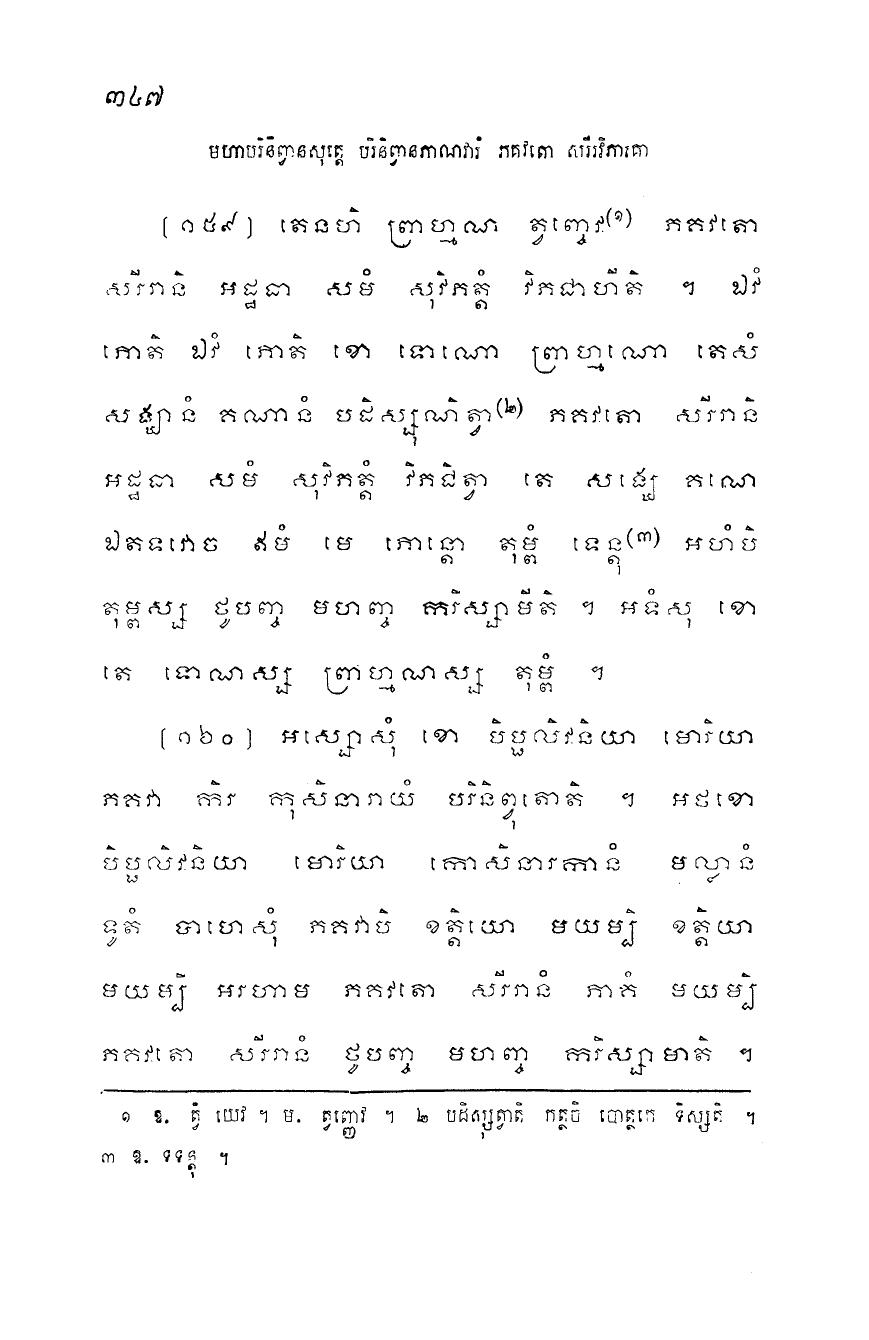 ៣៤៧
មហាបរិនិព្វានសុត្តេ បរិនិព្វានភាណវារំ ភគវតោ សរីរវិភាគោ
(១៥៩) តេនហិ ព្រាហ្មណ ត្វញ្ចេវ(១) ភគវតោ
សរីរានិ អដ្ឋធា សមំ សុវិភត្តំ វិភជាហីតិ ។ ឯវំ
ភោតិ ឯវំ ភោតិ ខោ ទោណោ ព្រាហ្មណោ តេសំ
សង្ឃានំ គណានំ បដិស្សុណិត្វា(២) ភគវតោ សរីរានិ
អដ្ឋធា សមំ សុវិភត្តំ វិភជិត្វា តេ សង្ឃេ គណេ
ឯតទវោច ឥមំ មេ ភោន្តោ តុម្ពំ ទេន្តុ(៣) អហំបិ
តុម្ពស្ស ថូបញ្ច មហញ្ច ករិស្សាមីតិ ។ អទំសុ ខោ
តេ ទោណស្ស ព្រាហ្មណស្ស តុម្ពំ ។
(១៦០) អស្សោសុំ ខោ បិប្ផលិវនិយា មោរិយា
ភគវា កិរ កុសិនារាយំ បរិនិព្វុតោតិ ។ អថខោ
បិប្ផលិវនិយា មោរិយា កោសិនារកានំ មល្លានំ
ទូតំ បាហេសុំ ភគវាបិ ខត្តិយោ មយម្បិ ខត្តិយា
មយម្បិ អរហាម ភគវតោ សរីរានំ ភាគំ មយម្បិ
ភគវតោ សរីរានំ ថូបញ្ច មហញ្ច ករិស្សាមាតិ ។
១ ឱ. ត្វំ យេវ ។ ម. ត្វញ្ញេវ ។ ២ បដិស្សុត្វាតិ កត្ថចិ បោត្ថកេ ទិស្សតិ ។
៣ ឱ. ទទន្តុ ។